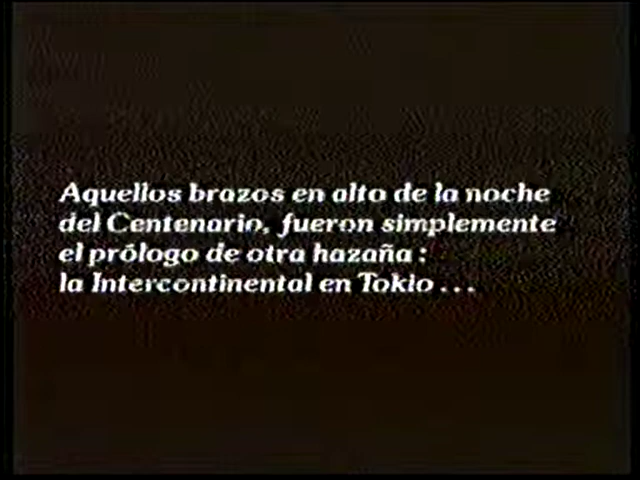 Aquellos brazos en alto de la noche
del Centenario, fueron simplemente
el prólogo de otra hazaña :
la Intercontinental en Tokio . . .